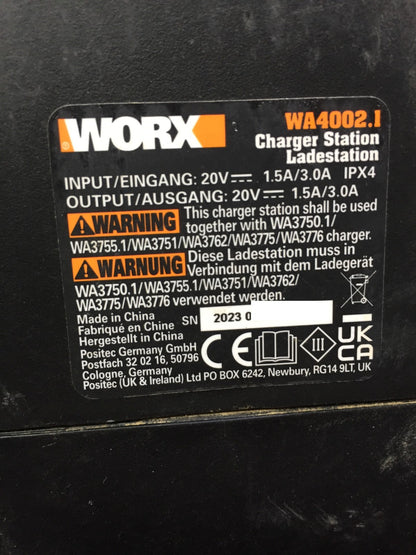 WORX
WA4002.1
Charger Station
Ladestation
INPUT/EINGANG: 20V 1.5A/3.0A IPX4
OUTPUT/AUSGANG: 20V 1.5A/3.0A
WARNING This charger station shall be used
together with WA3750.1/
WA3755.1/WA3751/WA3762/WA3775/WA3776 charger.
WARNUNG Diese Ladestation muss in
Verbindung mit dem Ladegerät
WA3750.1/WA3755.1/WA3751/WA3762/
WA3775/WA3776 verwendet werden.
Made in China
Fabriqué en Chine
Hergestellt in China
SN 2023 0
Positec Germany GmbH
Postfach 32 02 16, 50796
Cologne, Germany
Positec (UK & Ireland) Ltd PO BOX 6242, Newbury, RG14 9LT, UK
CE
III
UK
CA